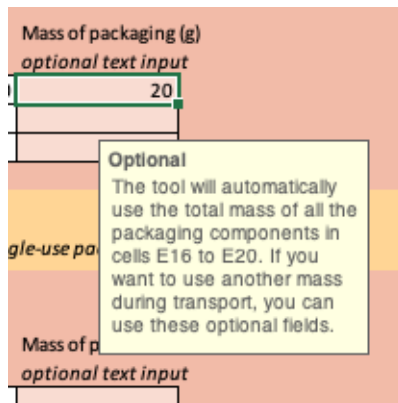 Mass of packaging (g)
optional text input
20
Optional
The tool will automatically
use the total mass of all the
packaging components in
cells E16 to E20. If you
want to use another mass
during transport, you can
use these optional fields.
gle-use pa
Mass of p
optional text input